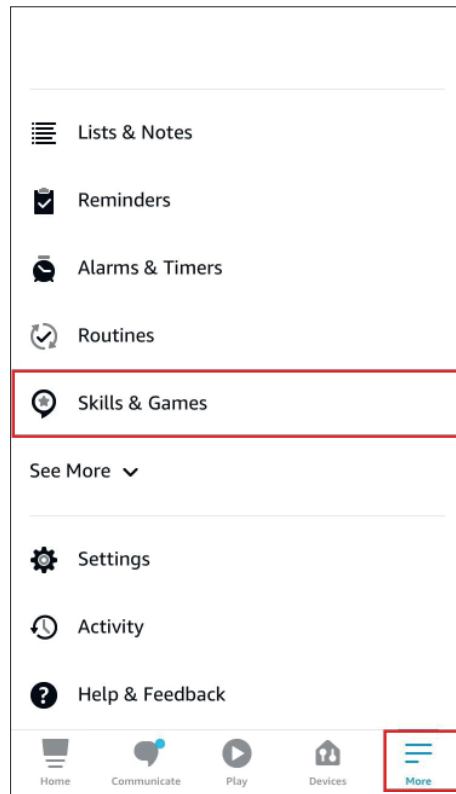 Lists & Notes
Reminders
Alarms & Timers
Routines
Skills & Games
See More
Settings
Activity
Help & Feedback
Home Communicate Play Devices More